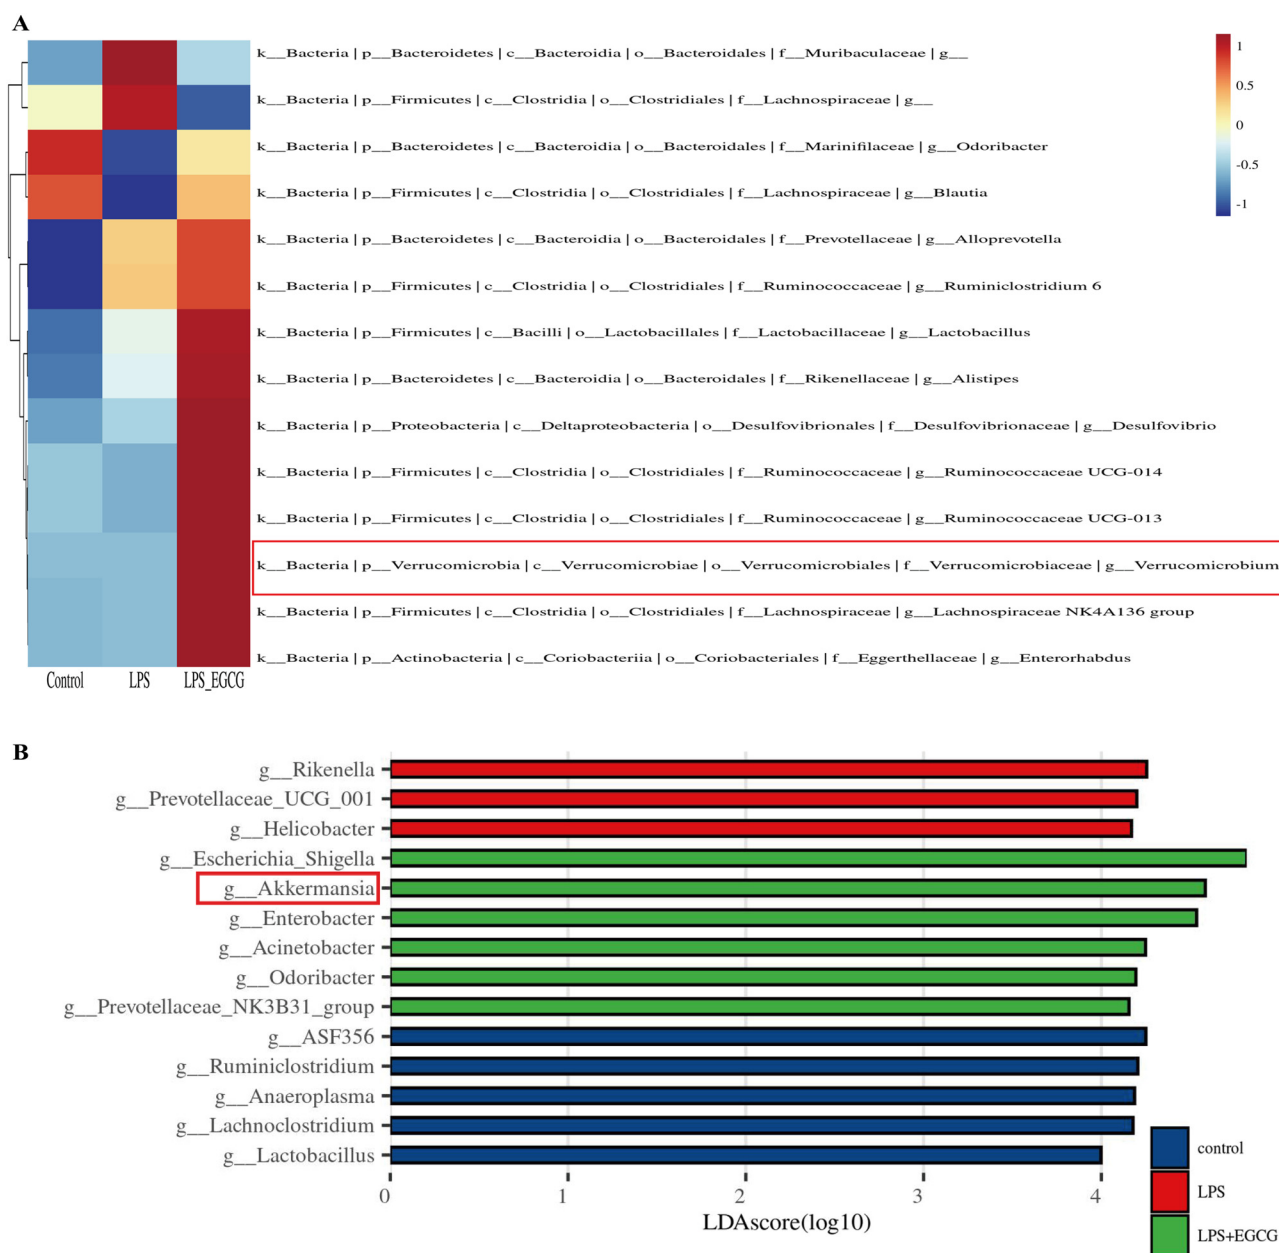 A
k__Bacteria | p__Bacteroidetes | c__Bacteroidia | o__Bacteroidales | f__Muribaculaceae | g__
k__Bacteria | p__Firmicutes | c__Clostridia | o__Clostridiales | f__Lachnospiraceae | g__
k__Bacteria | p__Bacteroidetes | c__Bacteroidia | o__Bacteroidales | f__Marinifilaceae | g__Odoribacter
k__Bacteria | p__Firmicutes | c__Clostridia | o__Clostridiales | f__Lachnospiraceae | g__Blautia
k__Bacteria | p__Bacteroidetes | c__Bacteroidia | o__Bacteroidales | f__Prevotellaceae | g__Alloprevotella
k__Bacteria | p__Firmicutes | c__Clostridia | o__Clostridiales | f__Ruminococcaceae | g__Ruminiclostridium 6
k__Bacteria | p__Firmicutes | c__Bacilli | o__Lactobacillales | f__Lactobacillaceae | g__Lactobacillus
k__Bacteria | p__Bacteroidetes | c__Bacteroidia | o__Bacteroidales | f__Rikenellaceae | g__Alistipes
k__Bacteria | p__Proteobacteria | c__Deltaproteobacteria | o__Desulfovibrionales | f__Desulfovibrionaceae | g__Desulfovibrio
k__Bacteria | p__Firmicutes | c__Clostridia | o__Clostridiales | f__Ruminococcaceae | g__Ruminococcaceae UCG-014
k__Bacteria | p__Firmicutes | c__Clostridia | o__Clostridiales | f__Ruminococcaceae | g__Ruminococcaceae UCG-013
k__Bacteria | p__Verrucomicrobia | c__Verrucomicrobiae | o__Verrucomicrobiales | f__Verrucomicrobiaceae | g__Verrucomicrobium
k__Bacteria | p__Firmicutes | c__Clostridia | o__Clostridiales | f__Lachnospiraceae | g__Lachnospiraceae NK4A136 group
k__Bacteria | p__Actinobacteria | c__Coriobacteriia | o__Coriobacteriales | f__Eggerthellaceae | g__Enterorhabdus
1
0.5
0
-0.5
-1
Control LPS LPS_EGCG
B
g__Rikenella
g__Prevotellaceae_UCG_001
g__Helicobacter
g__Escherichia_Shigella
g__Akkermansia
g__Enterobacter
g__Acinetobacter
g__Odoribacter
g__Prevotellaceae_NK3B31_group
g__ASF356
g__Ruminiclostridium
g__Anaeroplasma
g__Lachnoclostridium
g__Lactobacillus
0 1 2 3 4
LDAscore(log10)
control
LPS
LPS+EGCG